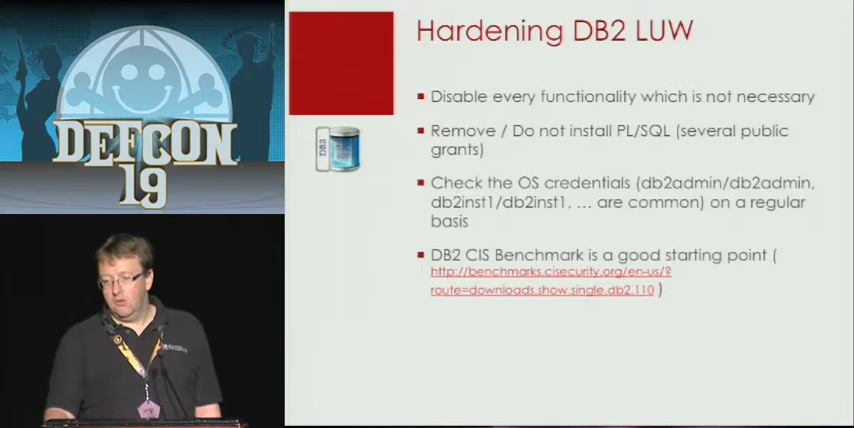 DEFCON
19
Hardening DB2 LUW
DB2
Disable every functionality which is not necessary
Remove / Do not install PL/SQL (several public
grants)
Check the OS credentials (db2admin/db2admin,
db2inst1/db2inst1, … are common) on a regular
basis
DB2 CIS Benchmark is a good starting point (
http://benchmarks.cisecurity.org/en-us/?
route=downloads.show.single.db2.110 )